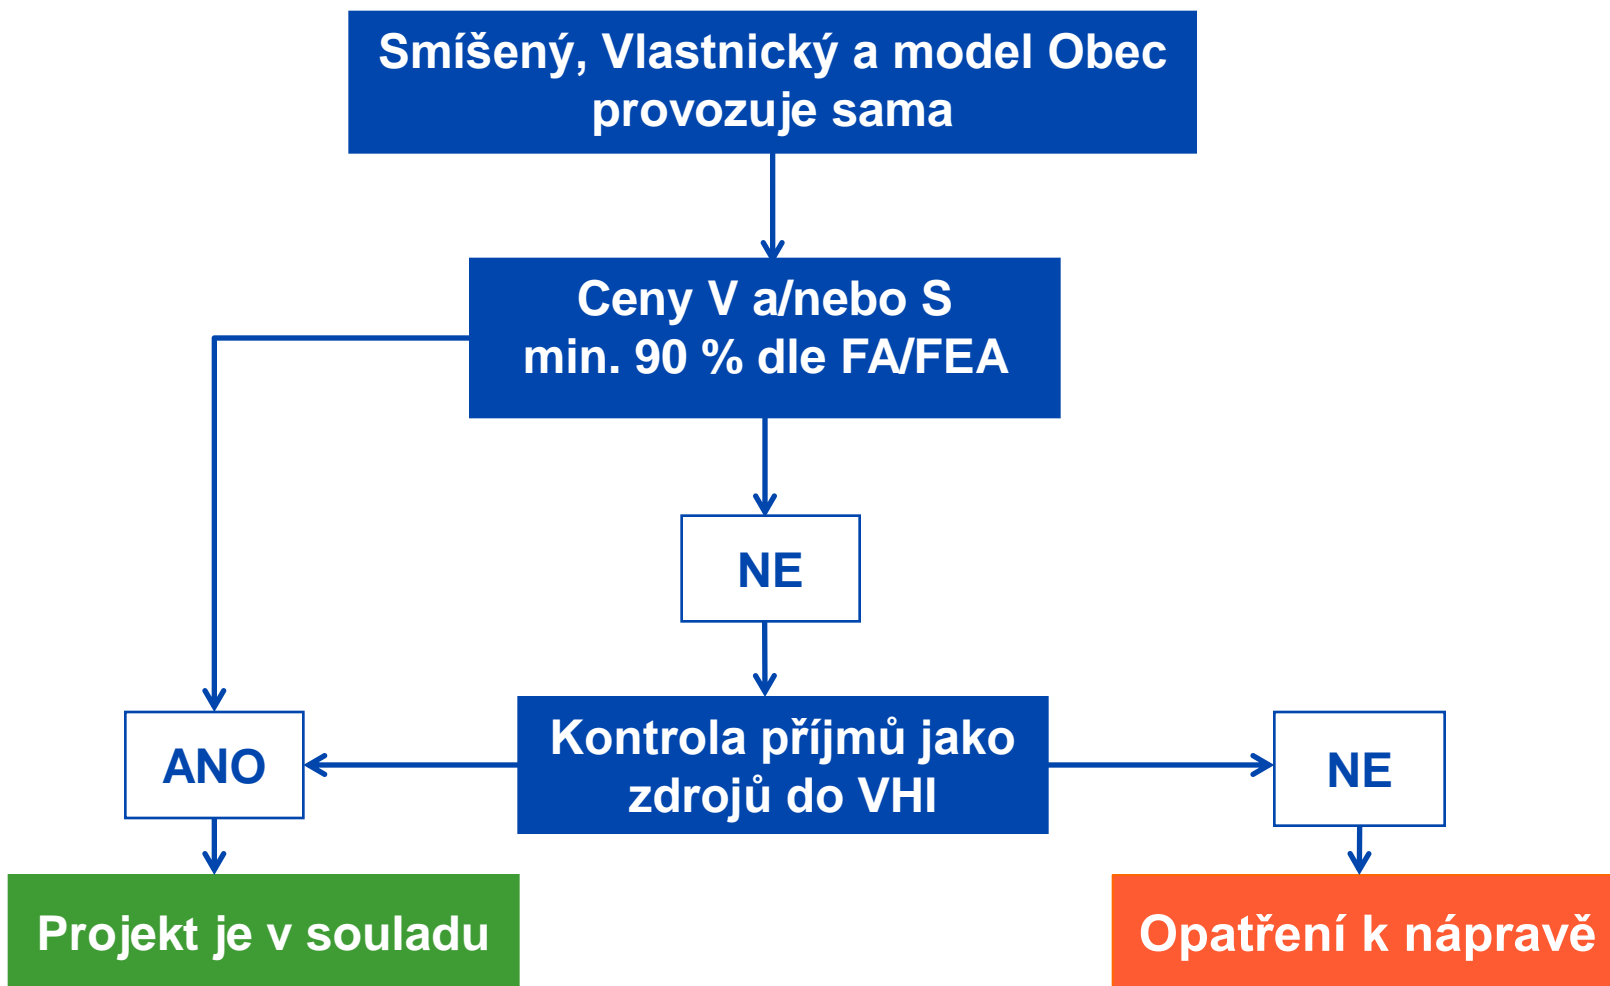 Smíšený, Vlastnický a model Obec
provozuje sama
Ceny V a/nebo S
min. 90 % dle FA/FEA
NE
Kontrola příjmů jako
zdrojů do VHI
ANO
NE
Projekt je v souladu
Opatření k nápravě